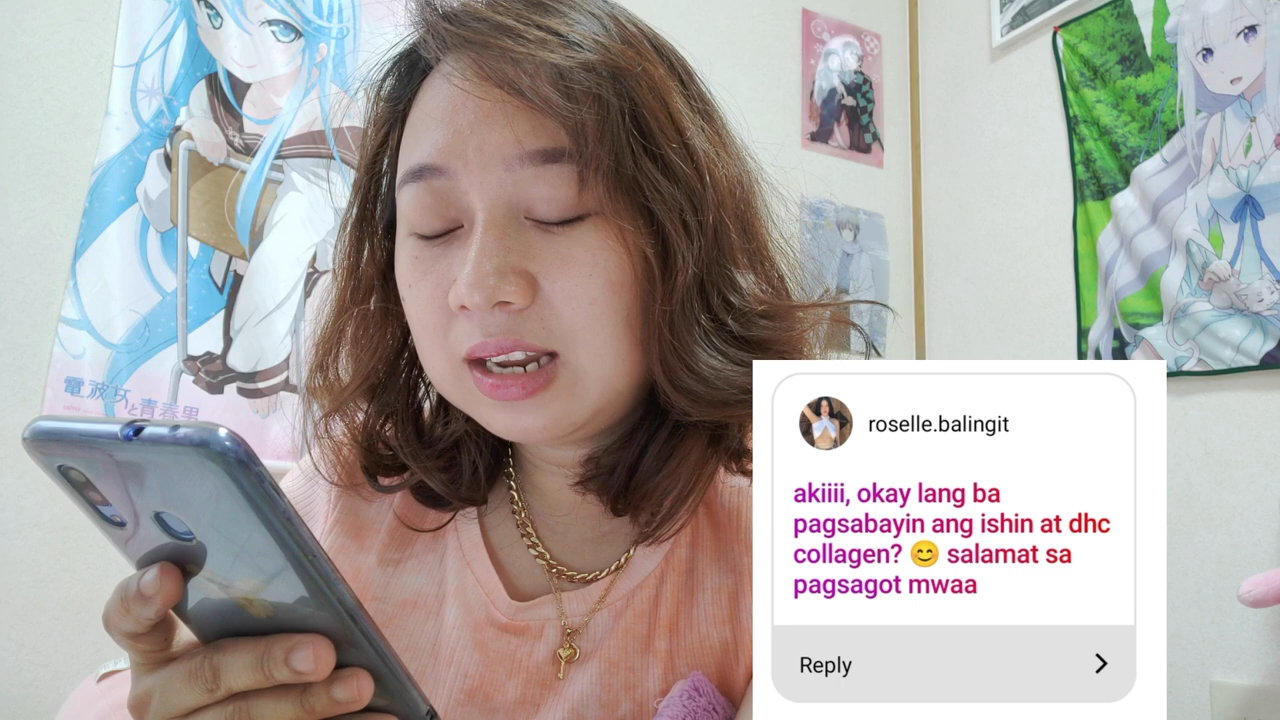 電波女
と青春男
roselle.balingit
akiiii, okay lang ba
pagsabayin ang ishin at dhc
collagen? 😊 salamat sa
pagsagot mwaa
Reply